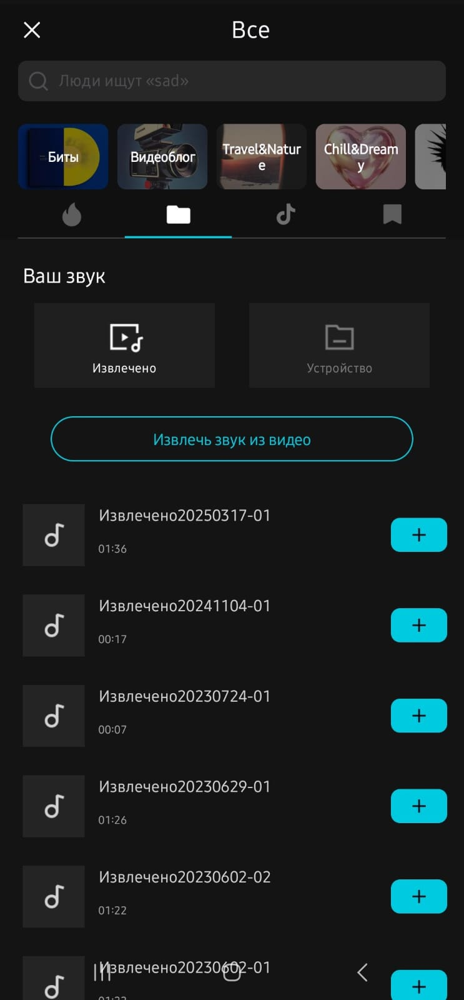 Все
Люди ищут «sad»
Биты
Видеоблог
Travel&Natur
e
Chill&Dream
y
Ваш звук
Извлечено
Устройство
Извлечь звук из видео
Извлечено20250317-01
01:36
Извлечено20241104-01
00:17
Извлечено20230724-01
00:07
Извлечено20230629-01
01:26
Извлечено20230602-02
01:22
Извлечено20230602-01